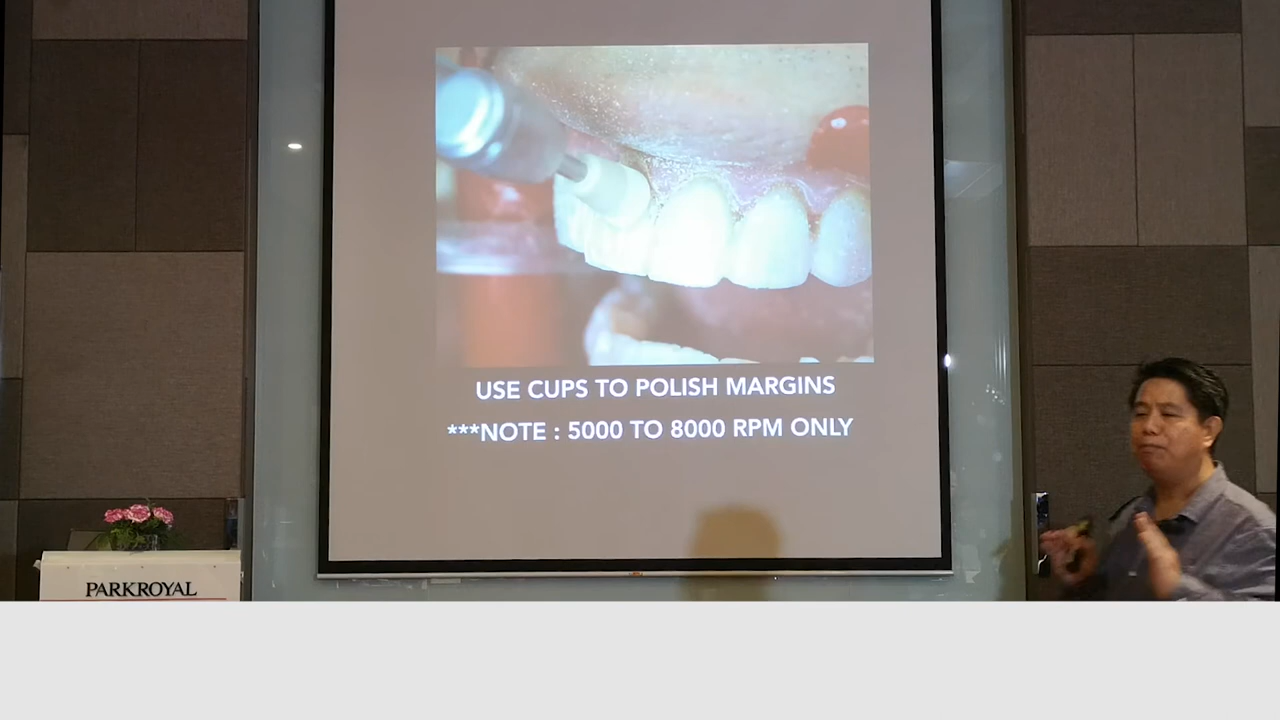 USE CUPS TO POLISH MARGINS
***NOTE : 5000 TO 8000 RPM ONLY
PARKROYAL